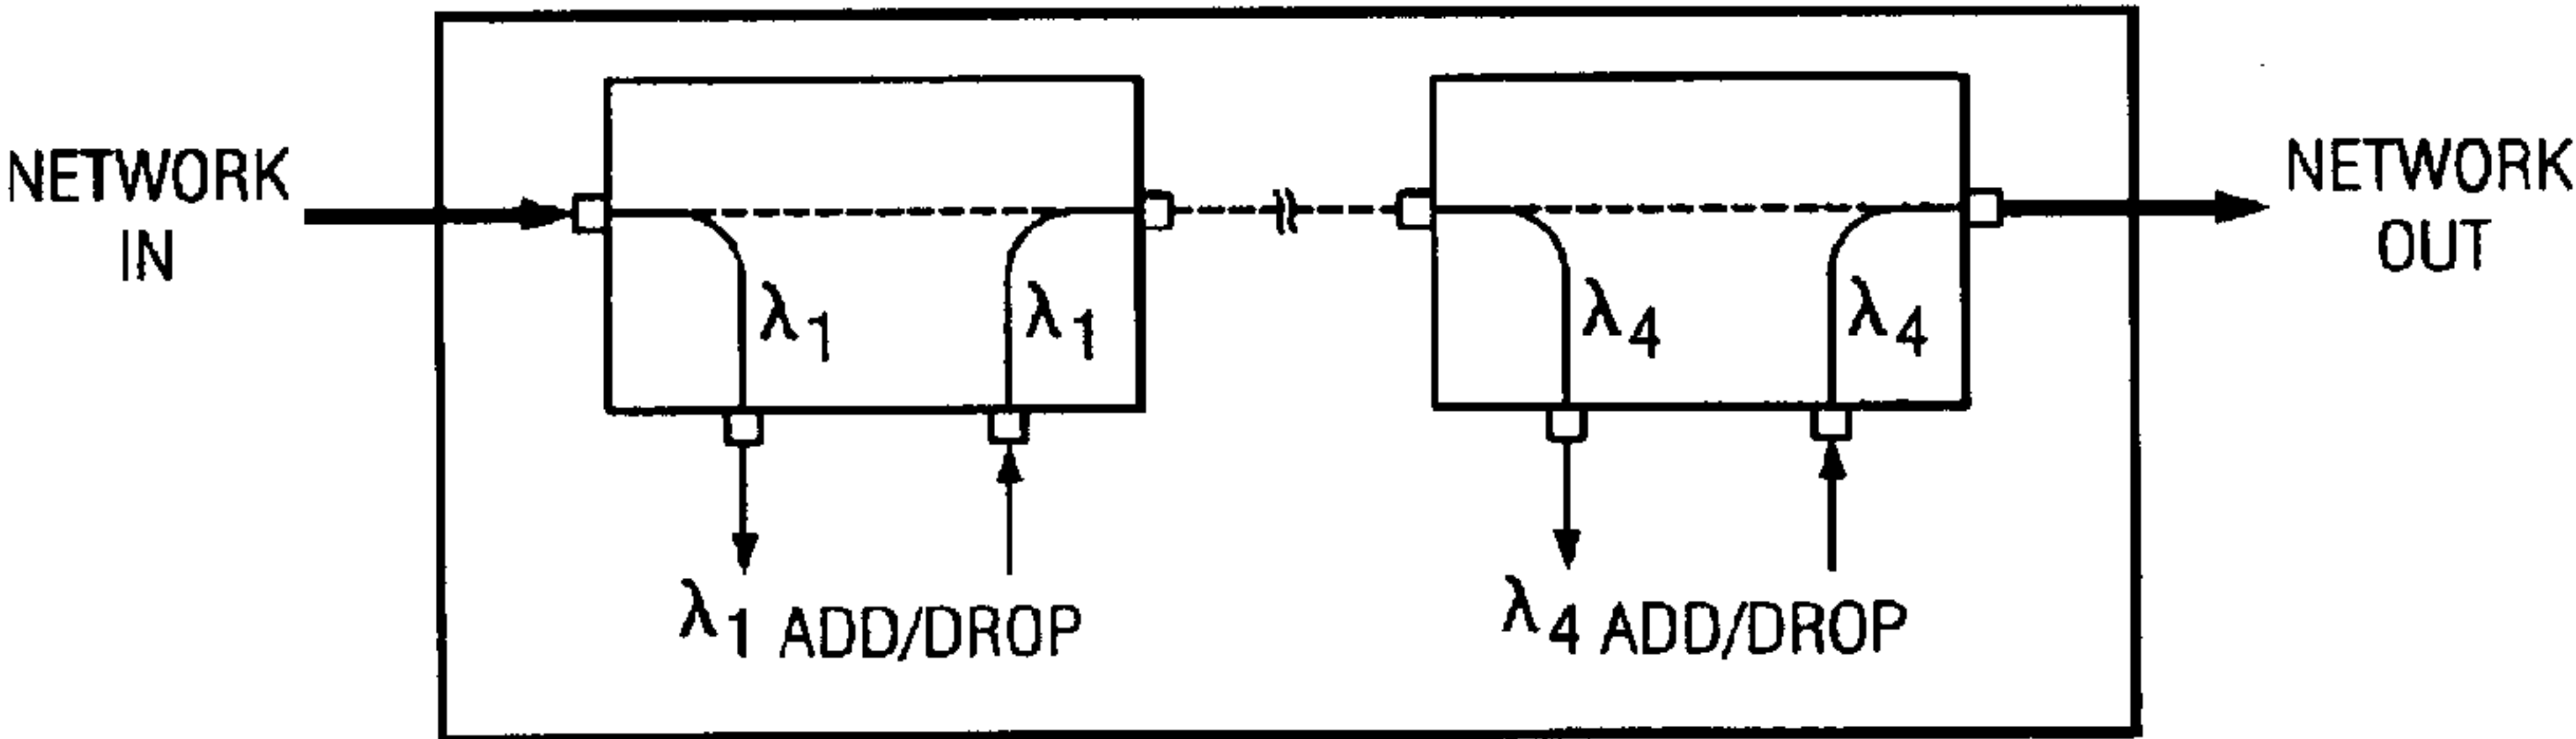 NETWORK
IN
λ1
λ1
λ4
λ4
NETWORK
OUT
λ1 ADD/DROP
λ4 ADD/DROP